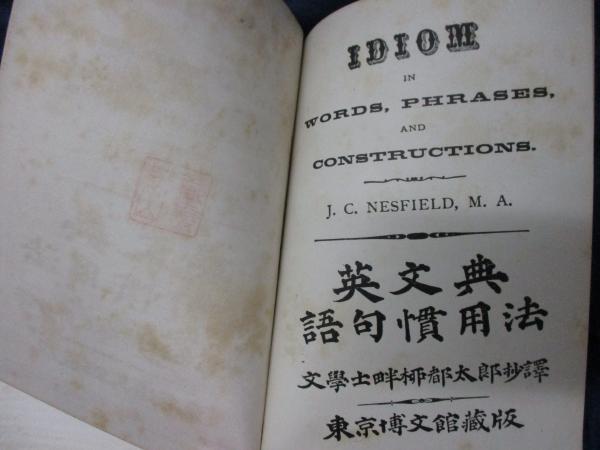 IDIOM
IN
WORDS, PHRASES,
AND
CONSTRUCTIONS.
J. C. NESFIELD, M. A.
英文典
語句慣用法
文學士畔柳都太郎抄譯
東京博文館藏版